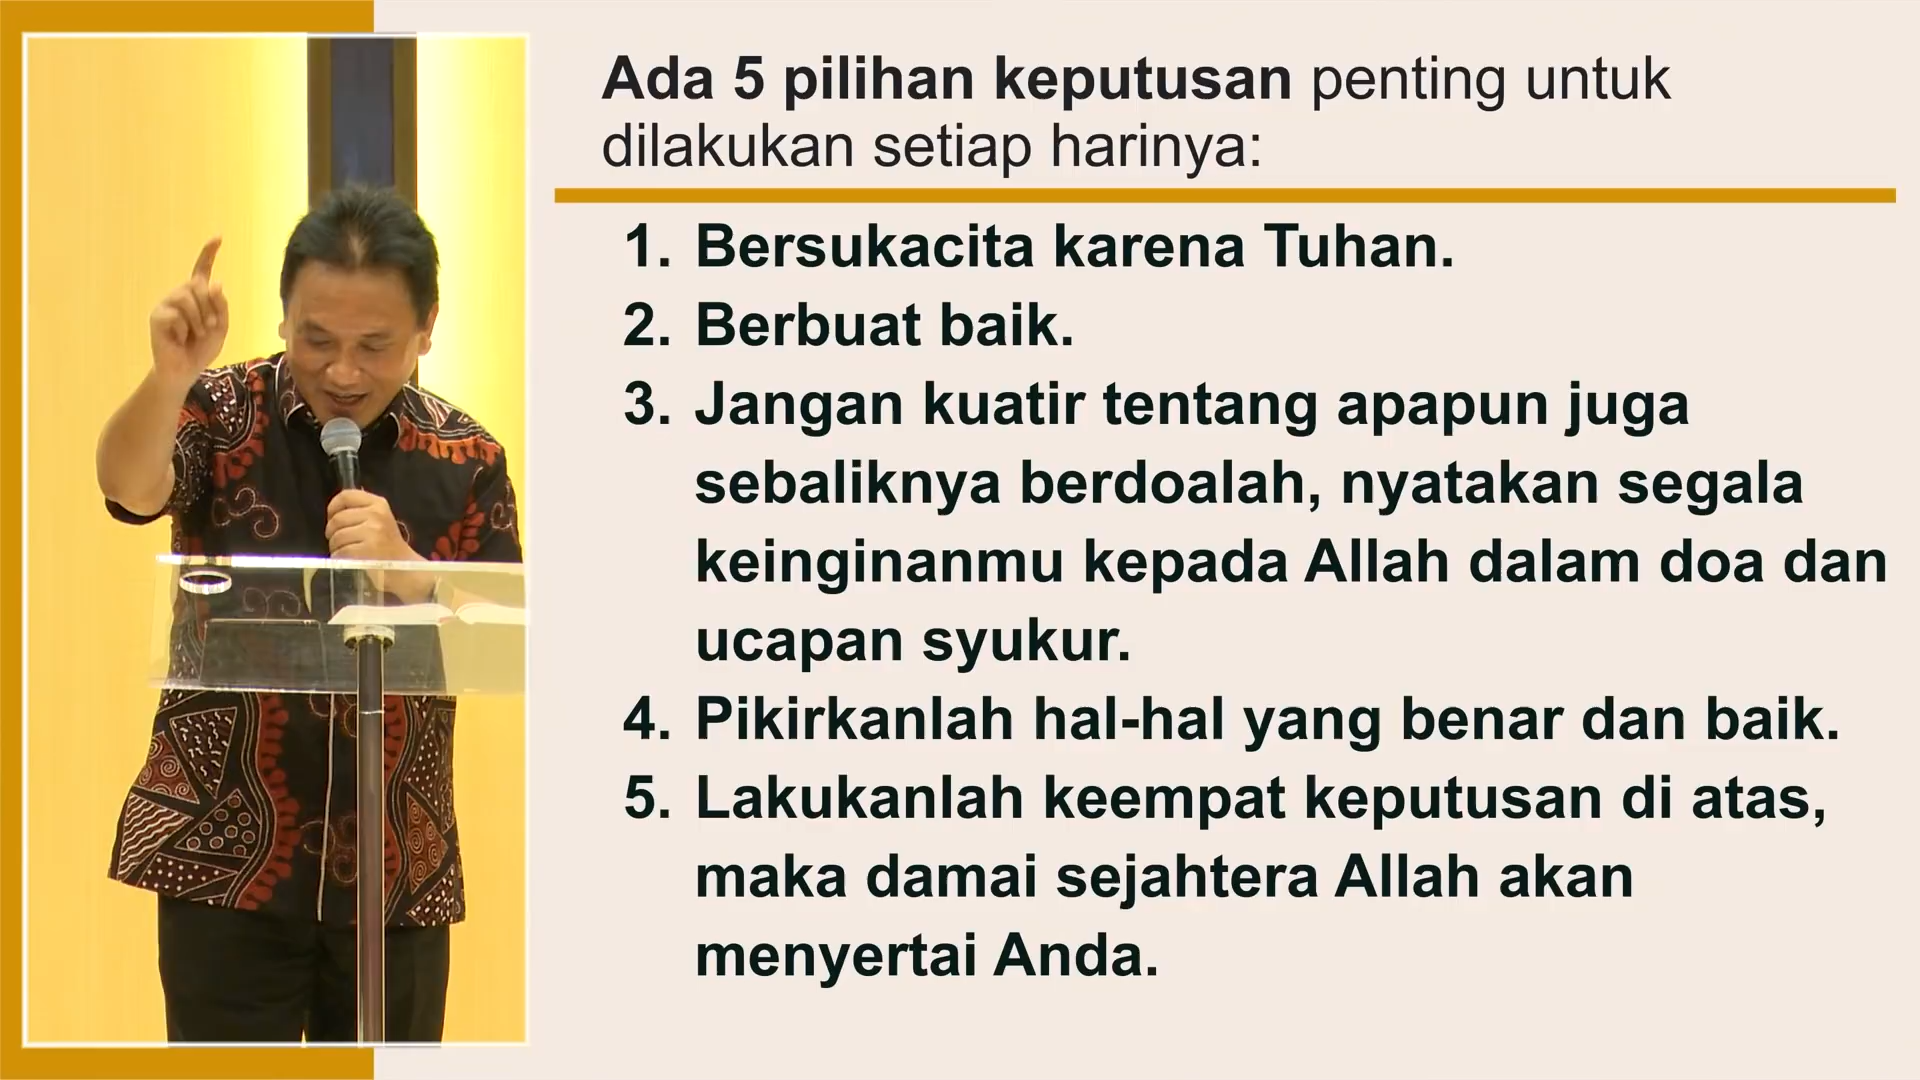 Ada 5 pilihan keputusan penting untuk
dilakukan setiap harinya:
1. Bersukacita karena Tuhan.
2. Berbuat baik.
3. Jangan kuatir tentang apapun juga
sebaliknya berdoalah, nyatakan segala
keinginanmu kepada Allah dalam doa dan
ucapan syukur.
4. Pikirkanlah hal-hal yang benar dan baik.
5. Lakukanlah keempat keputusan di atas,
maka damai sejahtera Allah akan
menyertai Anda.